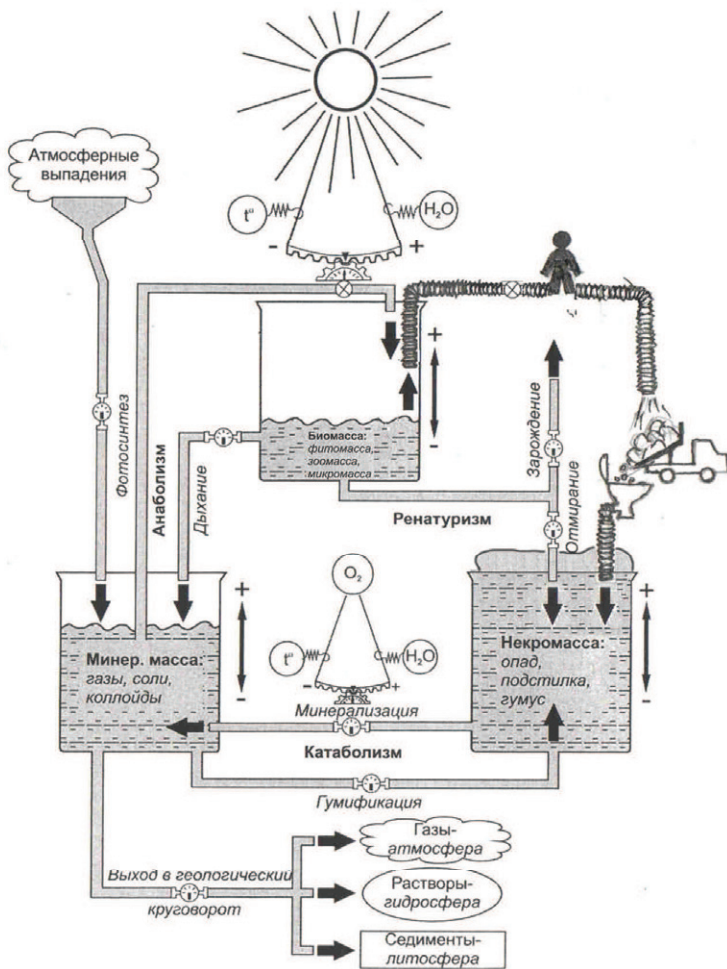 Атмосферные
выпадения
t°
H₂O
-
+
Фотосинтез
Анаболизм
Дыхание
+
-
Биомасса:
фитомасса,
зоомасса,
микромасса
Зарождение
Отмирание
Ренатуризм
O₂
t°
H₂O
-
+
+
-
Минер. масса:
газы, соли,
коллойды
Некромасса:
опад,
подстилка,
гумус
+
-
Минерализация
Катаболизм
Гумификация
Выход в геологический
круговорот
Газы-
атмосфера
Растворы-
гидросфера
Седименты-
литосфера